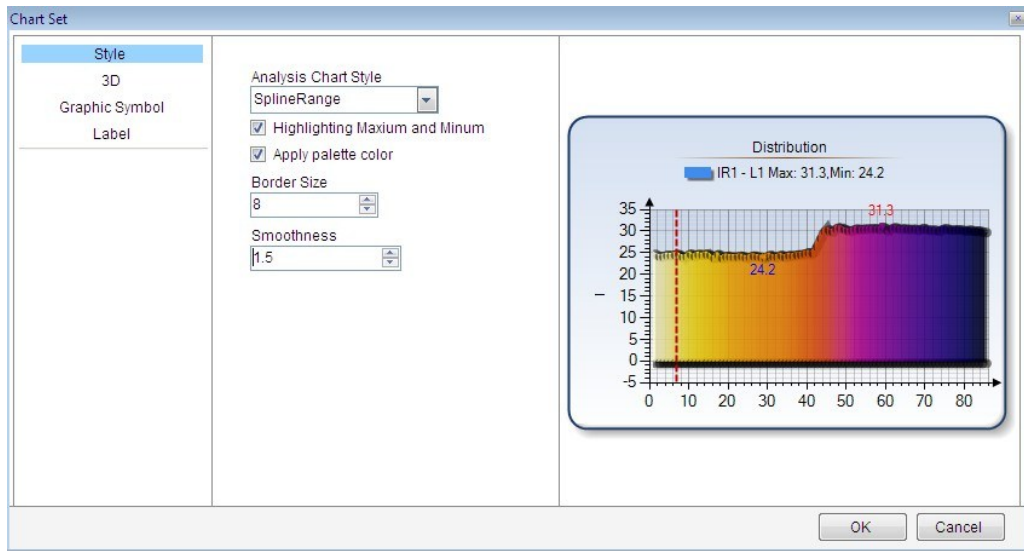 Chart Set
Style
3D
Graphic Symbol
Label
Analysis Chart Style
SplineRange
Highlighting Maxium and Minum
Apply palette color
Border Size
8
Smoothness
1.5
Distribution
IR1 - L1 Max: 31.3,Min: 24.2
31.3
24.2
35
30
25
20
15
10
5
0
-5
I
0 10 20 30 40 50 60 70 80
OK Cancel